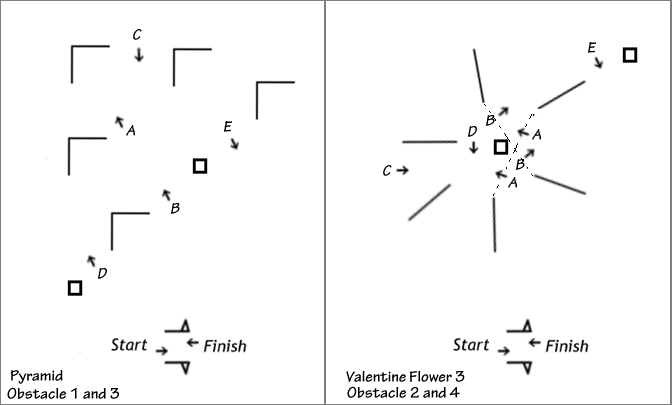 C
A
E
B
D
Start
Finish
Pyramid
Obstacle 1 and 3
E
B
D
A
B
C
A
Start
Finish
Valentine Flower 3
Obstacle 2 and 4